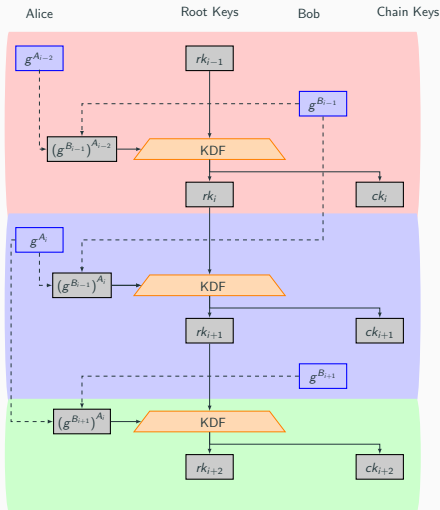 Alice Root Keys Bob Chain Keys
g^{A_{i−2}} rk_{i−1}
g^{B_{i−1}}
(g^{B_{i−1}})^{A_{i−2}} KDF
rk_i ck_i
g^{A_i}
(g^{B_{i−1}})^{A_i} KDF
rk_{i+1} ck_{i+1}
g^{B_{i+1}}
(g^{B_{i+1}})^{A_i} KDF
rk_{i+2} ck_{i+2}